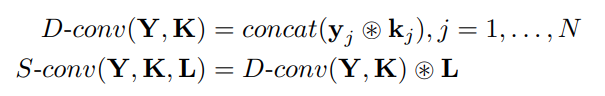 D-conv(Y, K) = concat(y_j ⊛ k_j), j = 1, . . . , N
S-conv(Y, K, L) = D-conv(Y, K) ⊛ L